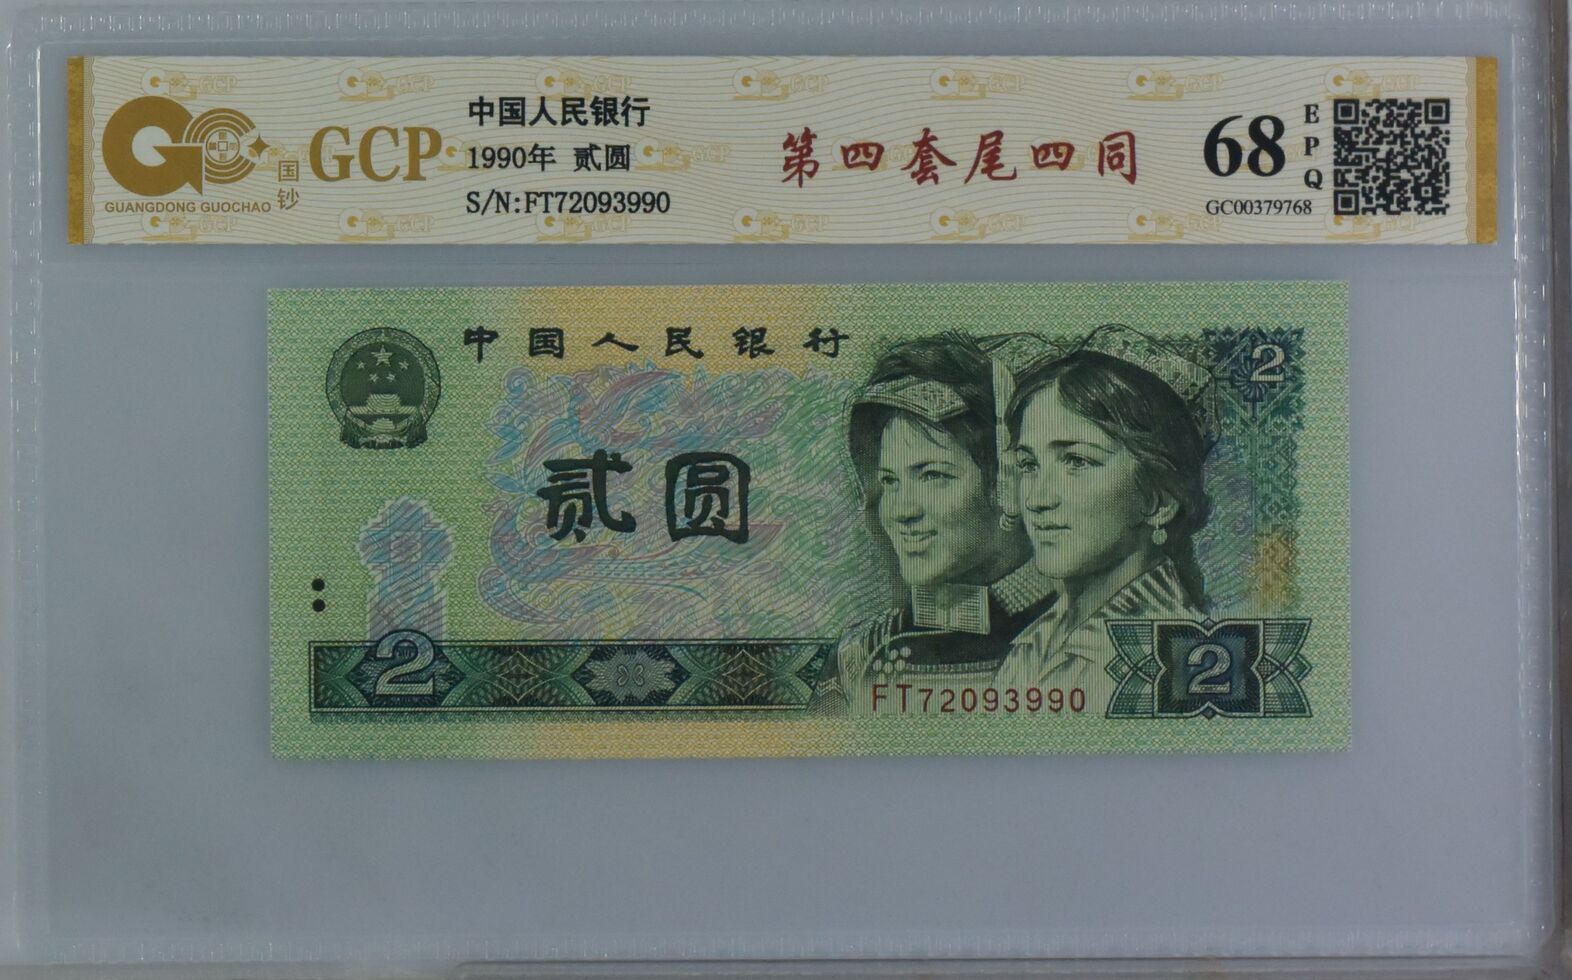 GCP
国钞
GUANGDONG GUOCHAO
中国人民银行
1990年 贰圆
S/N:FT72093990
第四套尾四同
68
EPQ
GC00379768
中国人民银行
2
贰圆
2
FT72093990
2